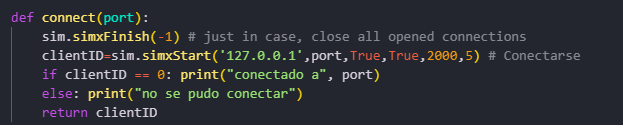 def connect(port):
    sim.simxFinish(-1) # just in case, close all opened connections
    clientID=sim.simxStart('127.0.0.1',port,True,True,2000,5) # Conectarse
    if clientID == 0: print("conectado a", port)
    else: print("no se pudo conectar")
    return clientID